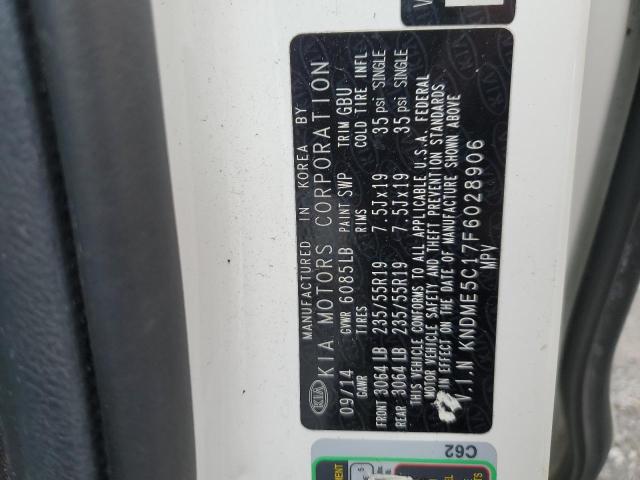 MANUFACTURED IN KOREA BY
KIA KIA MOTORS CORPORATION
09/14 GVWR 6085LB PAINT SWP TRIM GBU
GAWR TIRES RIMS COLD TIRE INFL
FRONT 3064 LB 235/55R19 7.5Jx19 35 psi SINGLE
REAR 3064 LB 235/55R19 7.5Jx19 35 psi SINGLE
THIS VEHICLE CONFORMS TO ALL APPLICABLE U.S.A. FEDERAL
MOTOR VEHICLE SAFETY AND THEFT PREVENTION STANDARDS
IN EFFECT ON THE DATE OF MANUFACTURE SHOWN ABOVE
V.I.N KNDME5C17F6028906
MPV
C62